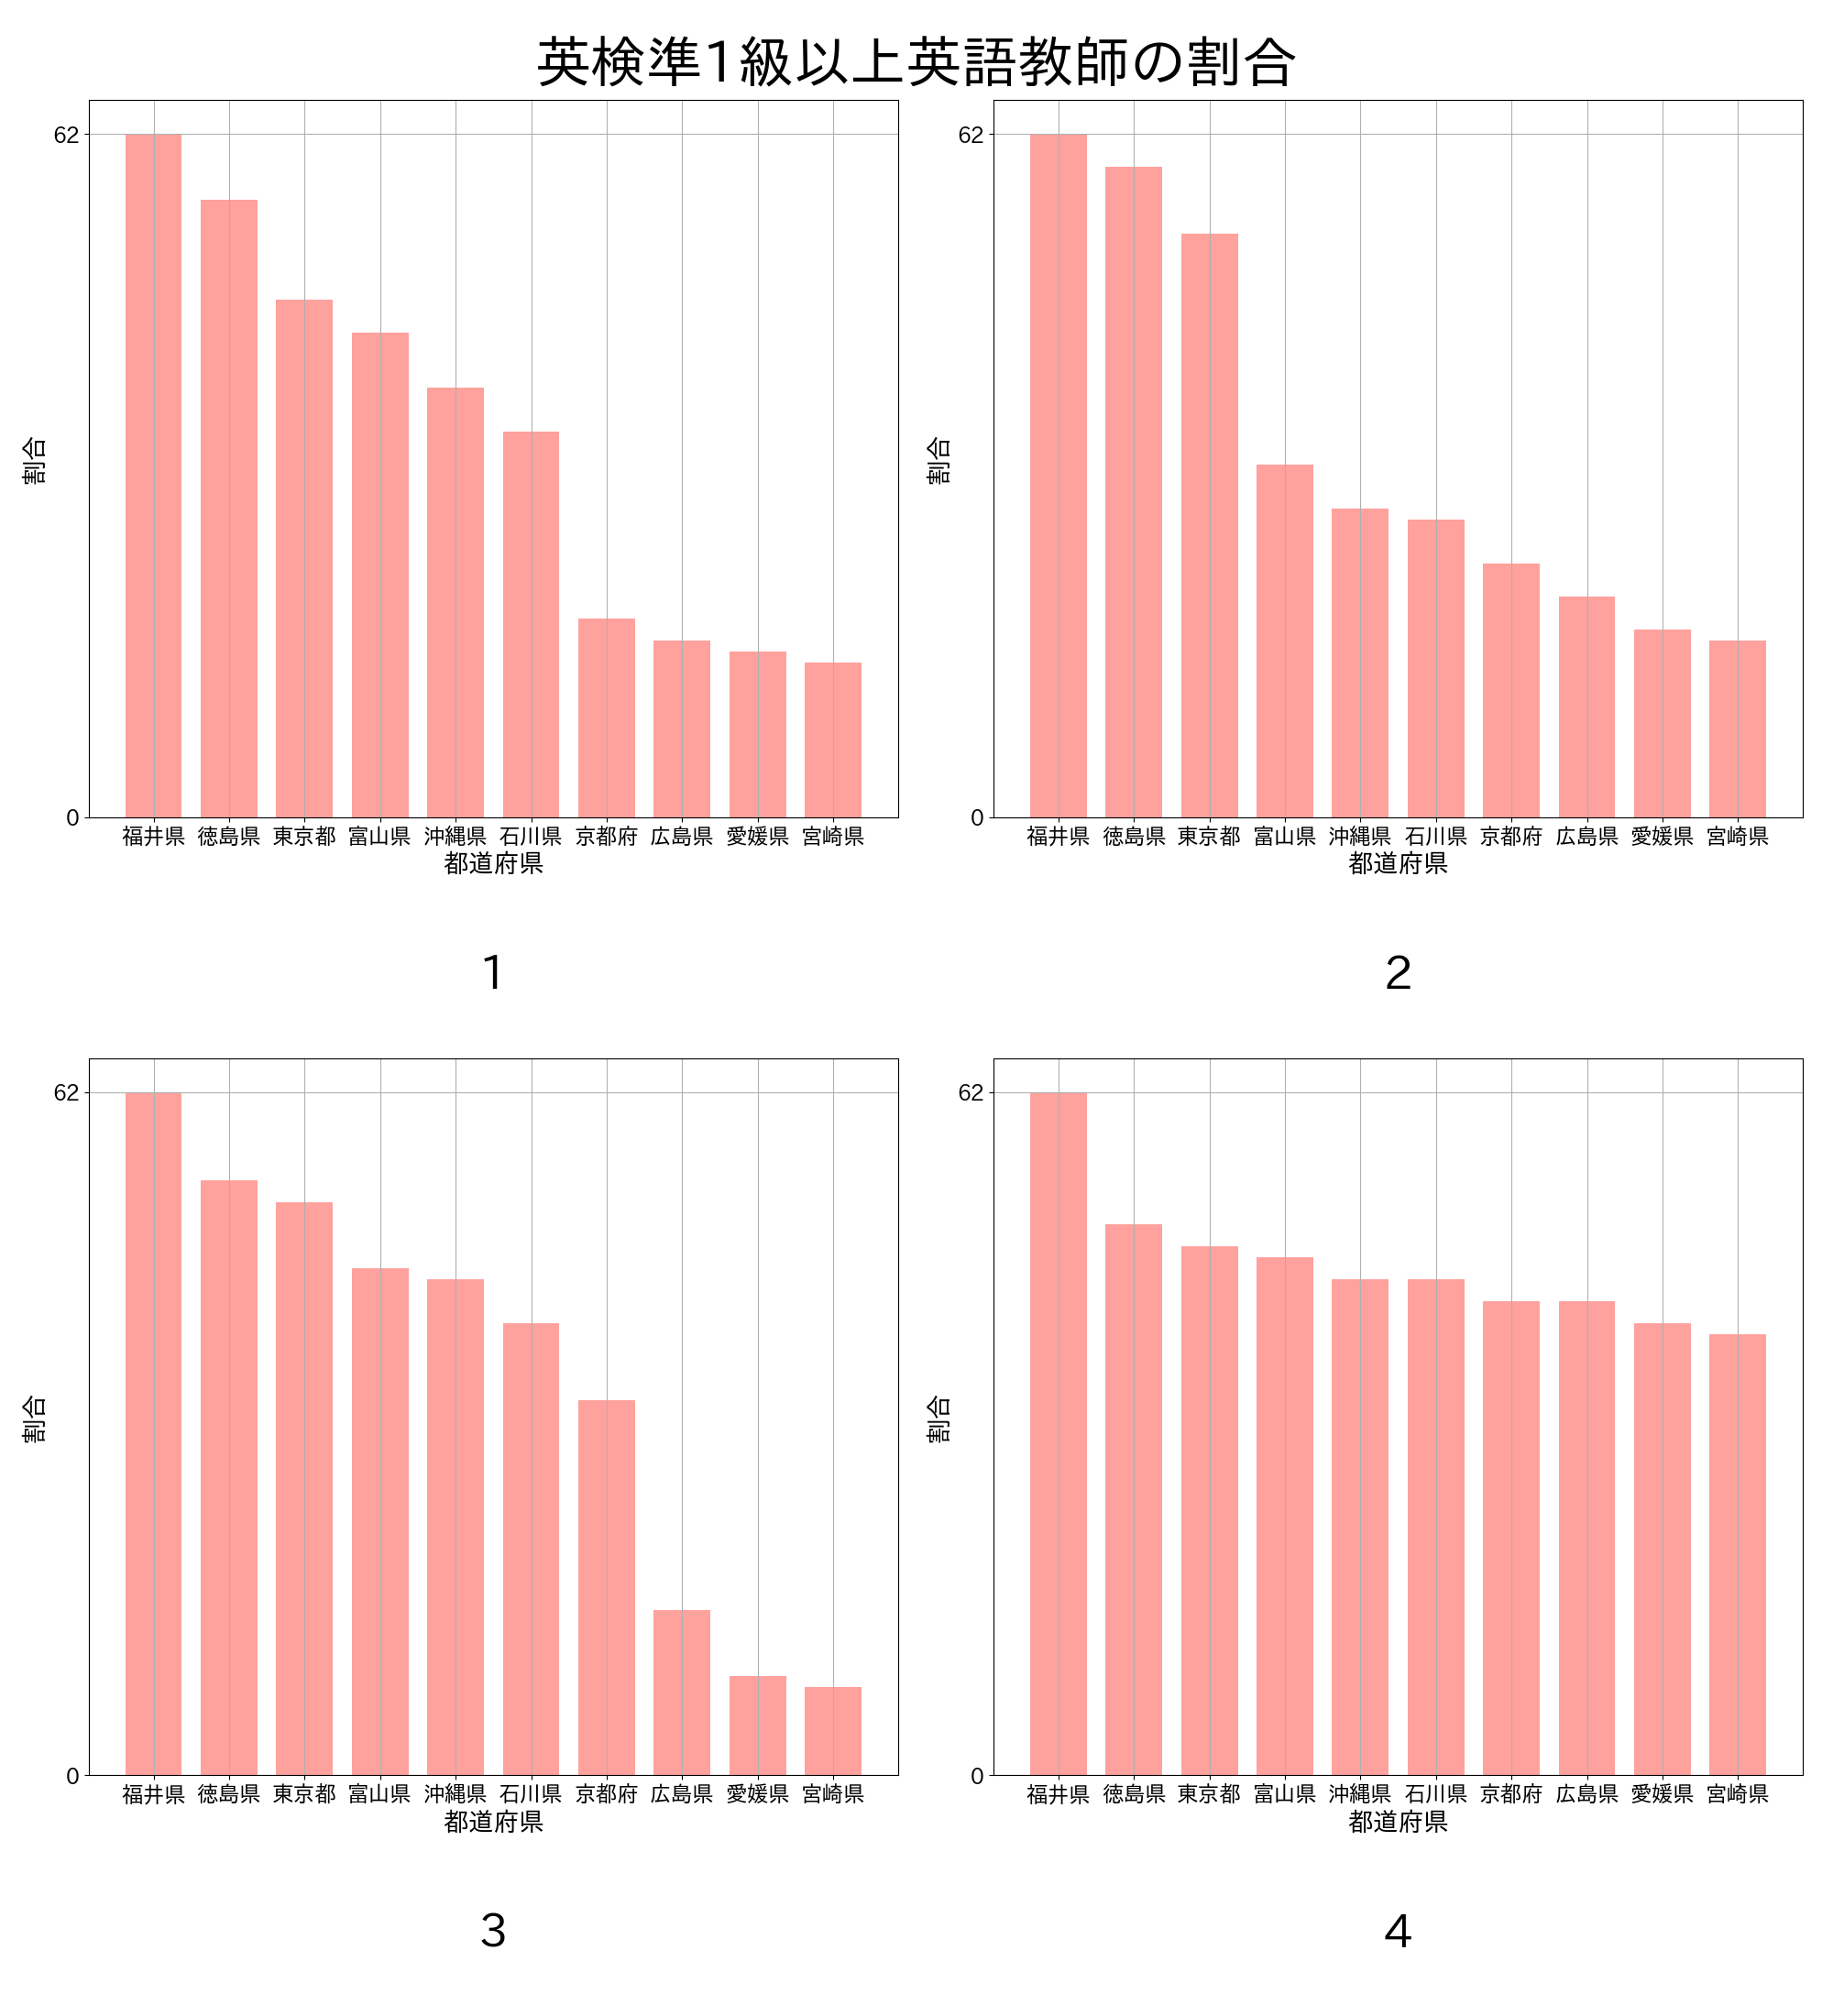 英検準1級以上英語教師の割合
62
割合
0
福井県 徳島県 東京都 富山県 沖縄県 石川県 京都府 広島県 愛媛県 宮崎県
都道府県
1
62
割合
0
福井県 徳島県 東京都 富山県 沖縄県 石川県 京都府 広島県 愛媛県 宮崎県
都道府県
2
62
割合
0
福井県 徳島県 東京都 富山県 沖縄県 石川県 京都府 広島県 愛媛県 宮崎県
都道府県
3
62
割合
0
福井県 徳島県 東京都 富山県 沖縄県 石川県 京都府 広島県 愛媛県 宮崎県
都道府県
4